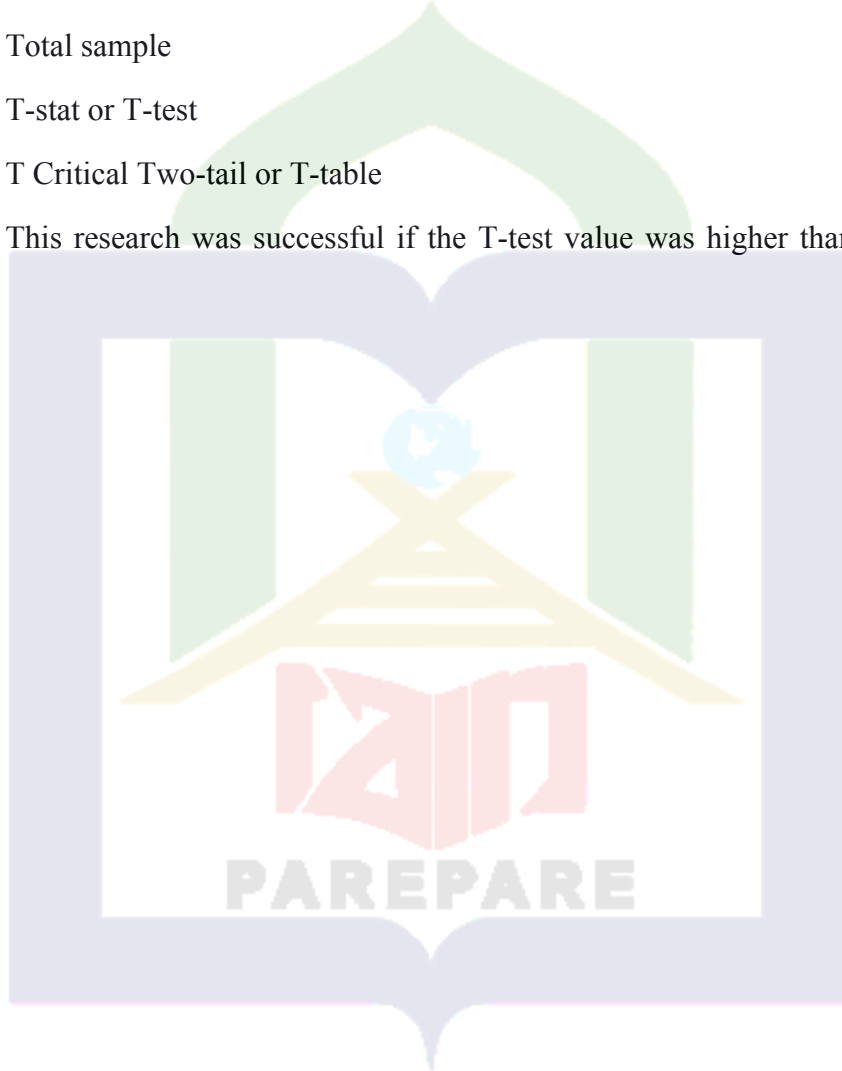 Total sample
T-stat or T-test
T Critical Two-tail or T-table
This research was successful if the T-test value was higher than
iain
PAREPARE